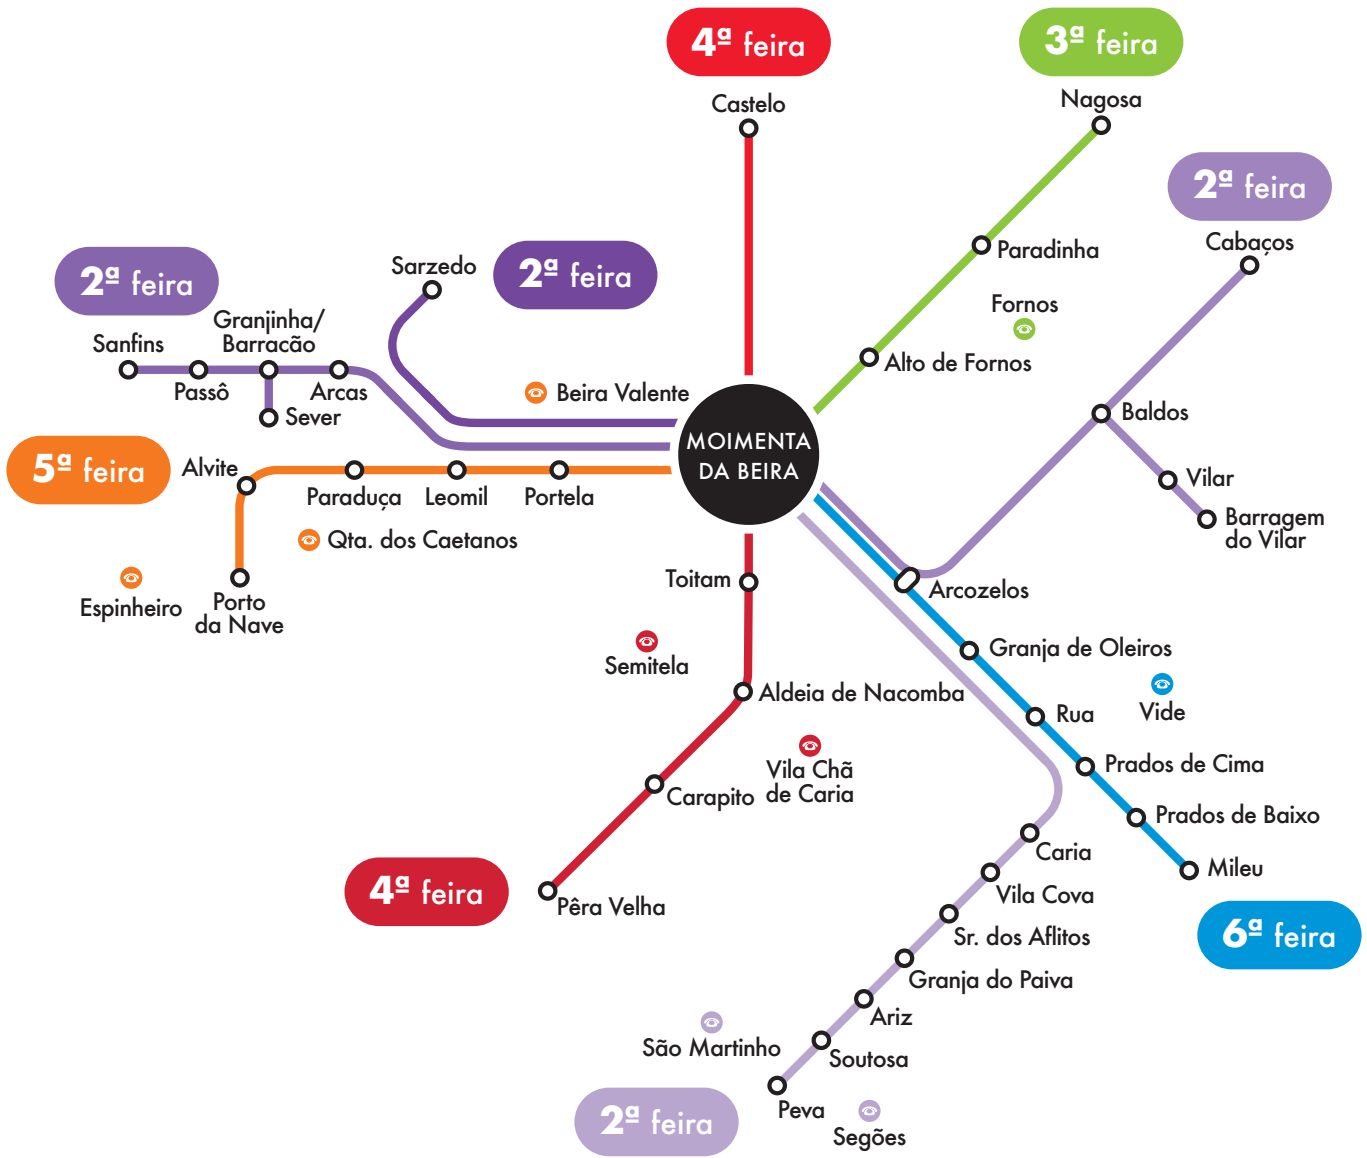 4ª feira
3ª feira
Castelo
Nagosa
2ª feira
Cabaços
Paradinha
Fornos
Alto de Fornos
2ª feira
Sarzedo
2ª feira
Granjinha/
Barracão
Sanfins
Passô
Arcas
Sever
Beira Valente
Baldos
MOIMENTA
DA BEIRA
5ª feira
Alvite
Paraduça
Leomil
Portela
Vilar
Barragem
do Vilar
Qta. dos Caetanos
Espinheiro
Porto
da Nave
Toitam
Arcozelos
Semitela
Granja de Oleiros
Aldeia de Nacomba
Rua
Vide
Vila Chã
de Caria
Carapito
Prados de Cima
Prados de Baixo
Caria
Mileu
4ª feira
Pêra Velha
Vila Cova
6ª feira
Sr. dos Aflitos
Granja do Paiva
Ariz
São Martinho
Soutosa
Peva
2ª feira
Segões